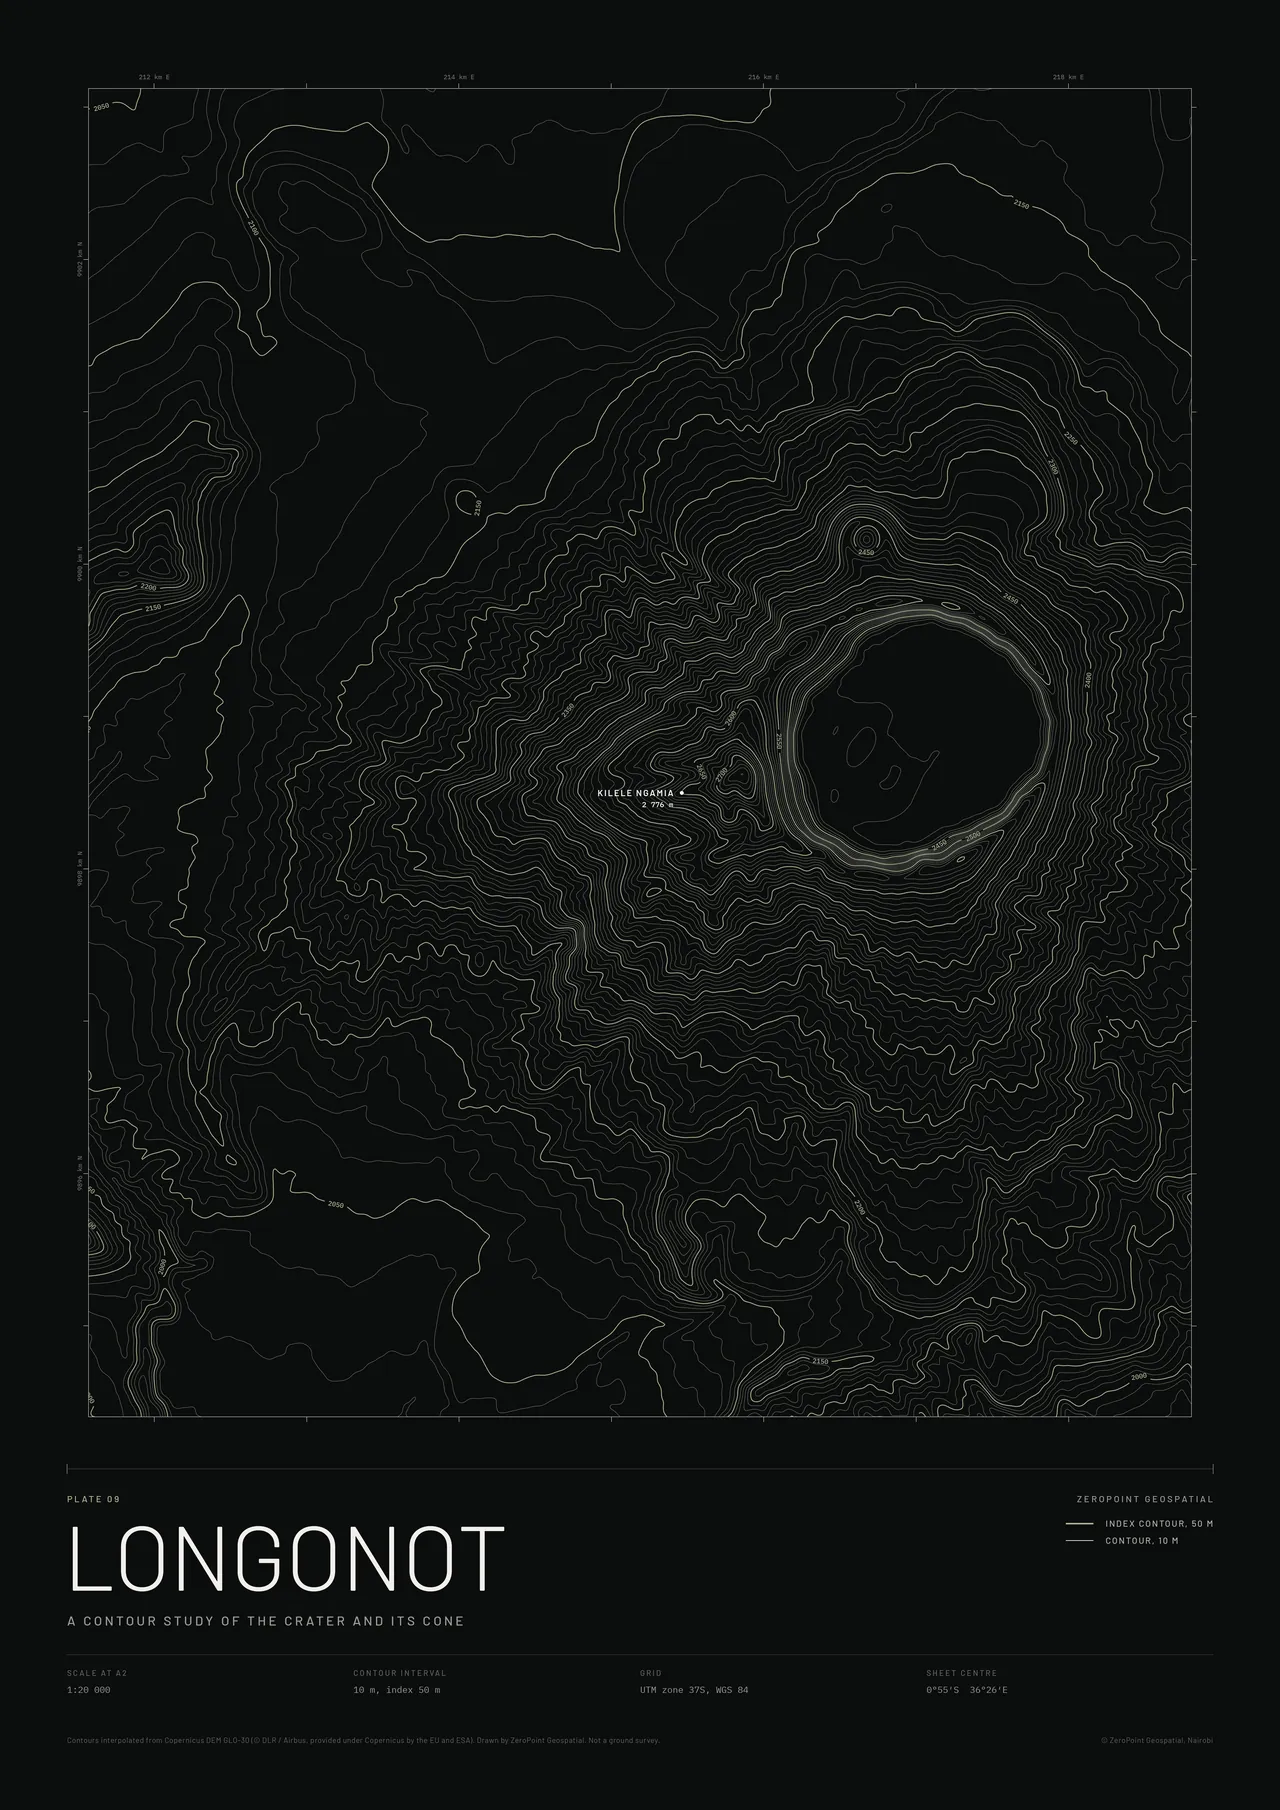 212 km E
214 km E
216 km E
218 km E
2050
2150
2100
9902 km N
2250
2300
2150
2450
9900 km N
2200
2150
2450
2400
2350
2600
2550
2650
2700
KILELE NGAMIA
2 776 m
2450
2500
9898 km N
9896 km N
2050
2200
2000
2150
2000
PLATE 09
ZEROPOINT GEOSPATIAL
LONGONOT
INDEX CONTOUR, 50 M
CONTOUR, 10 M
A CONTOUR STUDY OF THE CRATER AND ITS CONE
SCALE AT A2
CONTOUR INTERVAL
GRID
SHEET CENTRE
1:20 000
10 m, index 50 m
UTM zone 37S, WGS 84
0°55'S 36°26'E
Contours interpolated from Copernicus DEM GLO-30 (© DLR / Airbus, provided under Copernicus by the EU and ESA). Drawn by ZeroPoint Geospatial. Not a ground survey.
© ZeroPoint Geospatial, Nairobi